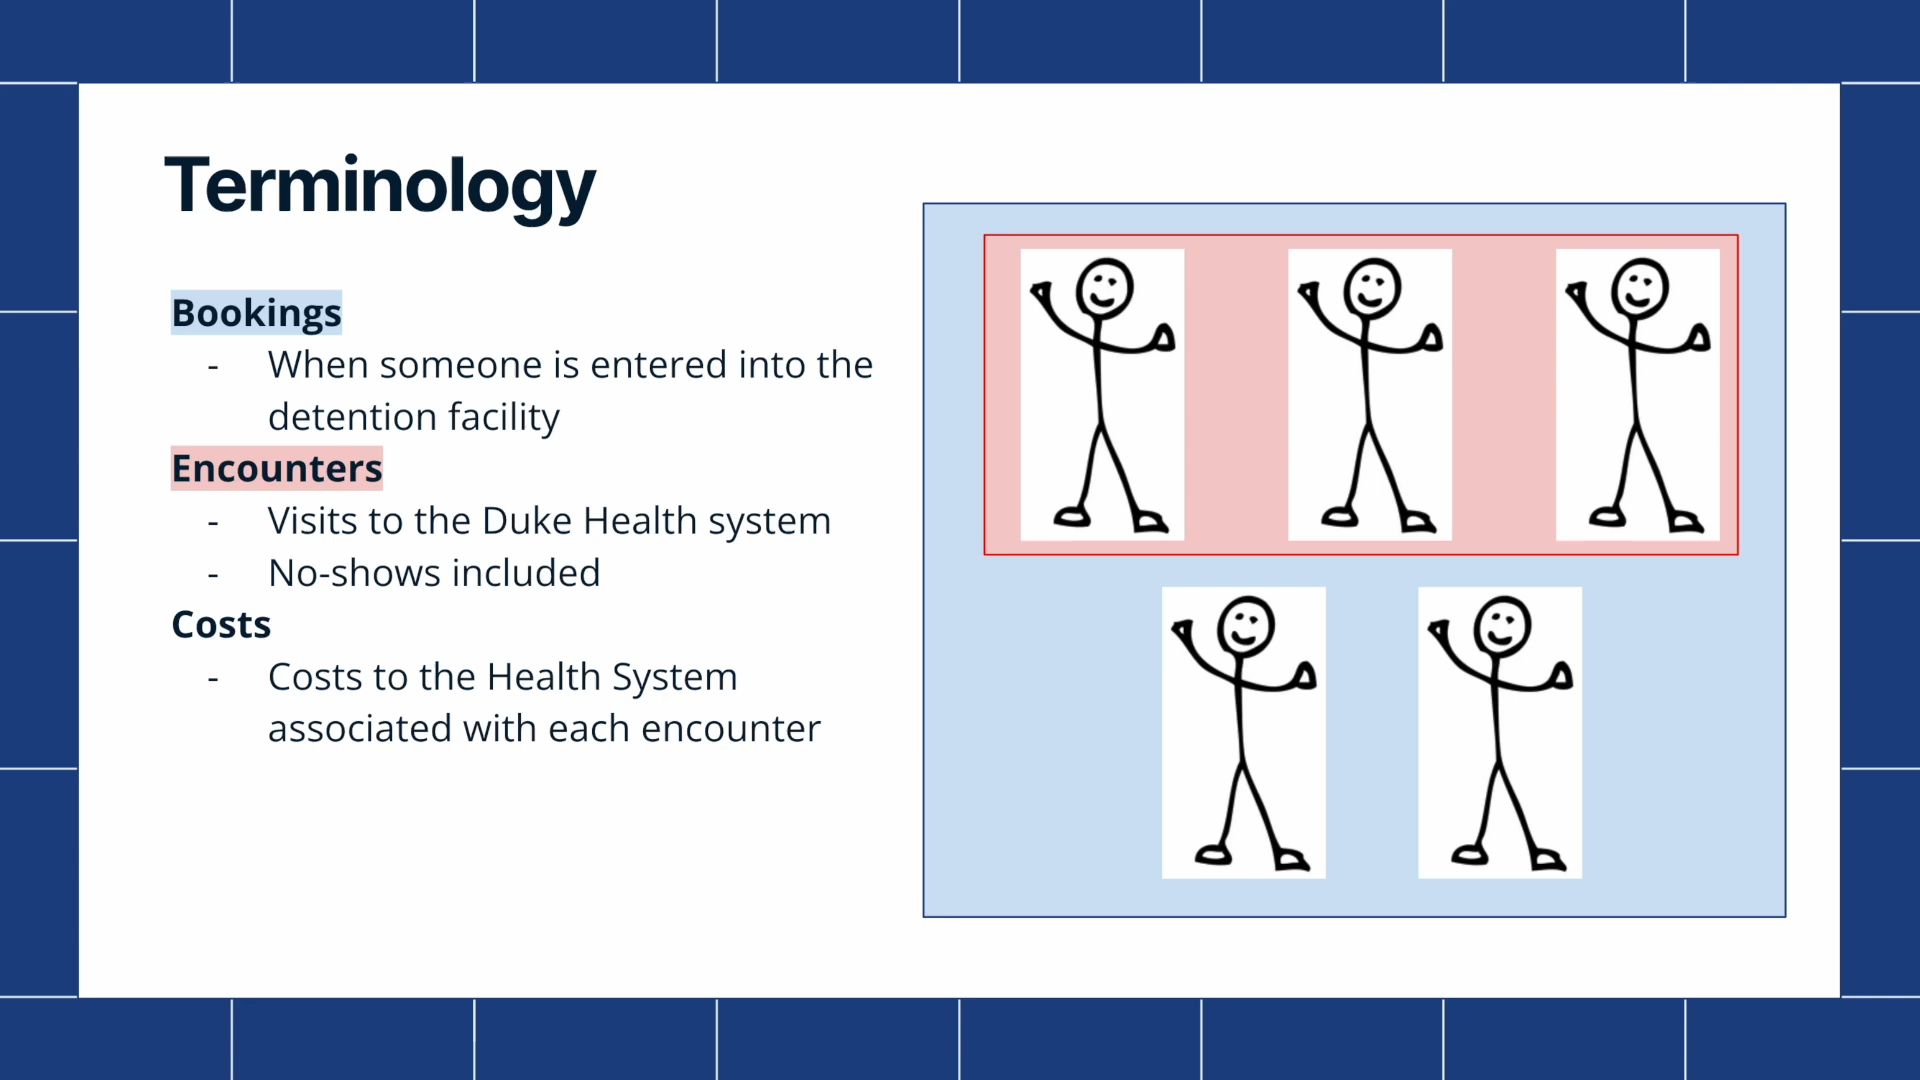 Terminology
Bookings
- When someone is entered into the
detention facility
Encounters
- Visits to the Duke Health system
- No-shows included
Costs
- Costs to the Health System
associated with each encounter